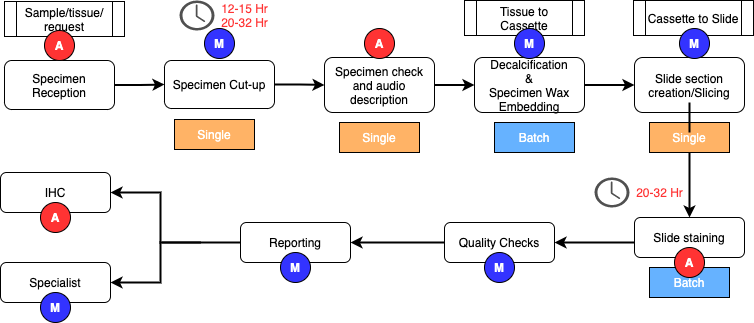 Sample/tissue/
request
A
Specimen
Reception
12-15 Hr
20-32 Hr
M
Specimen Cut-up
Single
A
Specimen check
and audio
description
Single
Tissue to
Cassette
M
Decalcification
&
Specimen Wax
Embedding
Batch
Cassette to Slide
M
Slide section
creation/Slicing
Single
20-32 Hr
Slide staining
A
Batch
Quality Checks
M
Reporting
M
IHC
A
Specialist
M